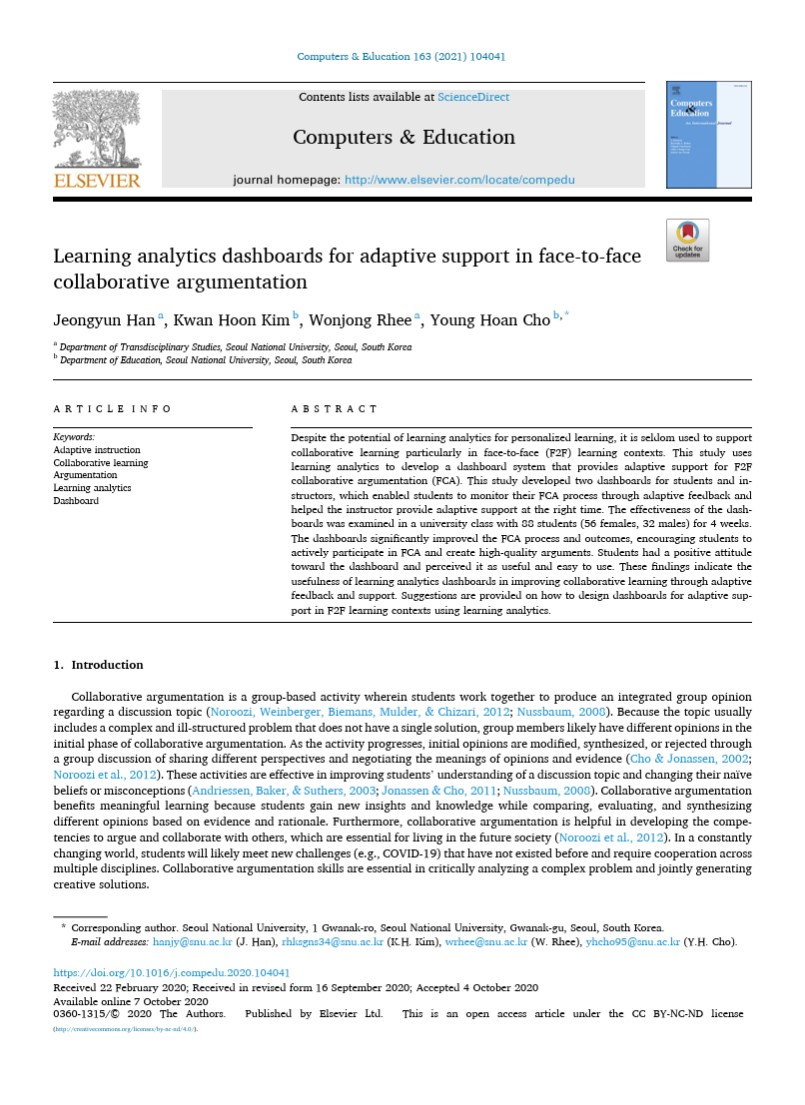 Computers & Education 163 (2021) 104041
Contents lists available at ScienceDirect
Computers & Education
journal homepage: http://www.elsevier.com/locate/compedu
ELSEVIER
Computers
&
Education
Check for
updates
Learning analytics dashboards for adaptive support in face-to-face
collaborative argumentation
Jeongyun Han a, Kwan Hoon Kim b, Wonjong Rhee a, Young Hoan Cho b,*
a Department of Transdisciplinary Studies, Seoul National University, Seoul, South Korea
b Department of Education, Seoul National University, Seoul, South Korea
ARTICLE INFO
Keywords:
Adaptive instruction
Collaborative learning
Argumentation
Learning analytics
Dashboard
ABSTRACT
Despite the potential of learning analytics for personalized learning, it is seldom used to support
collaborative learning particularly in face-to-face (F2F) learning contexts. This study uses
learning analytics to develop a dashboard system that provides adaptive support for F2F
collaborative argumentation (FCA). This study developed two dashboards for students and in-
structors, which enabled students to monitor their FCA process through adaptive feedback and
helped the instructor provide adaptive support at the right time. The effectiveness of the dash-
boards was examined in a university class with 88 students (56 females, 32 males) for 4 weeks.
The dashboards significantly improved the FCA process and outcomes, encouraging students to
actively participate in FCA and create high-quality arguments. Students had a positive attitude
toward the dashboard and perceived it as useful and easy to use. These findings indicate the
usefulness of learning analytics dashboards in improving collaborative learning through adaptive
feedback and support. Suggestions are provided on how to design dashboards for adaptive sup-
port in F2F learning contexts using learning analytics.
1. Introduction
Collaborative argumentation is a group-based activity wherein students work together to produce an integrated group opinion
regarding a discussion topic (Noroozi, Weinberger, Biemans, Mulder, & Chizari, 2012; Nussbaum, 2008). Because the topic usually
includes a complex and ill-structured problem that does not have a single solution, group members likely have different opinions in the
initial phase of collaborative argumentation. As the activity progresses, initial opinions are modified, synthesized, or rejected through
a group discussion of sharing different perspectives and negotiating the meanings of opinions and evidence (Cho & Jonassen, 2002;
Noroozi et al., 2012). These activities are effective in improving students' understanding of a discussion topic and changing their naïve
beliefs or misconceptions (Andriessen, Baker, & Suthers, 2003; Jonassen & Cho, 2011; Nussbaum, 2008). Collaborative argumentation
benefits meaningful learning because students gain new insights and knowledge while comparing, evaluating, and synthesizing
different opinions based on evidence and rationale. Furthermore, collaborative argumentation is helpful in developing the compe-
tencies to argue and collaborate with others, which are essential for living in the future society (Noroozi et al., 2012). In a constantly
changing world, students will likely meet new challenges (e.g., COVID-19) that have not existed before and require cooperation across
multiple disciplines. Collaborative argumentation skills are essential in critically analyzing a complex problem and jointly generating
creative solutions.
* Corresponding author. Seoul National University, 1 Gwanak-ro, Seoul National University, Gwanak-gu, Seoul, South Korea.
E-mail addresses: hanjy@snu.ac.kr (J. Han), rhksgns34@snu.ac.kr (K.H. Kim), wrhee@snu.ac.kr (W. Rhee), yhcho95@snu.ac.kr (Y.H. Cho).
https://doi.org/10.1016/j.compedu.2020.104041
Received 22 February 2020; Received in revised form 16 September 2020; Accepted 4 October 2020
Available online 7 October 2020
0360-1315/© 2020 The Authors. Published by Elsevier Ltd. This is an open access article under the CC BY-NC-ND license
(http://creativecommons.org/licenses/by-nc-nd/4.0/).